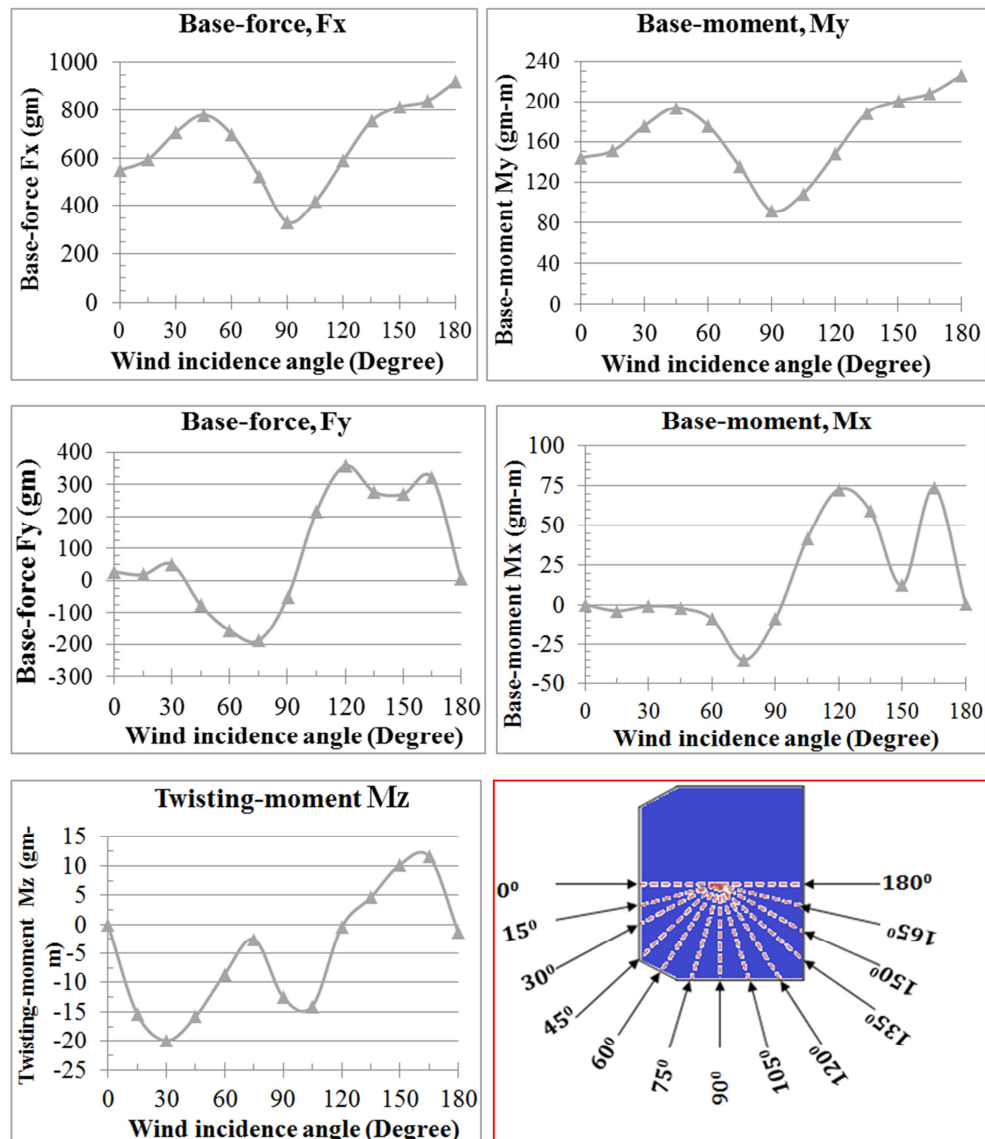 Base-force, Fx
Base-force Fx (gm)
1000
800
600
400
200
0
0 30 60 90 120 150 180
Wind incidence angle (Degree)
Base-moment, My
Base-moment My (gm-m)
240
200
160
120
80
40
0
0 30 60 90 120 150 180
Wind incidence angle (Degree)
Base-force, Fy
Base-force Fy (gm)
400
300
200
100
0
-100
-200
-300
0 30 60 90 120 150 180
Wind incidence angle (Degree)
Base-moment, Mx
Base-moment Mx (gm-m)
100
75
50
25
0
-25
-50
0 30 60 90 120 150 180
Wind incidence angle (Degree)
Twisting-moment Mz
Twisting-moment Mz (gm-
m)
15
10
5
0
-5
-10
-15
-20
-25
0 30 60 90 120 150 180
Wind incidence angle (Degree)
0⁰
15⁰
30⁰
45⁰
60⁰
75⁰
90⁰
105⁰
120⁰
135⁰
150⁰
165⁰
180⁰